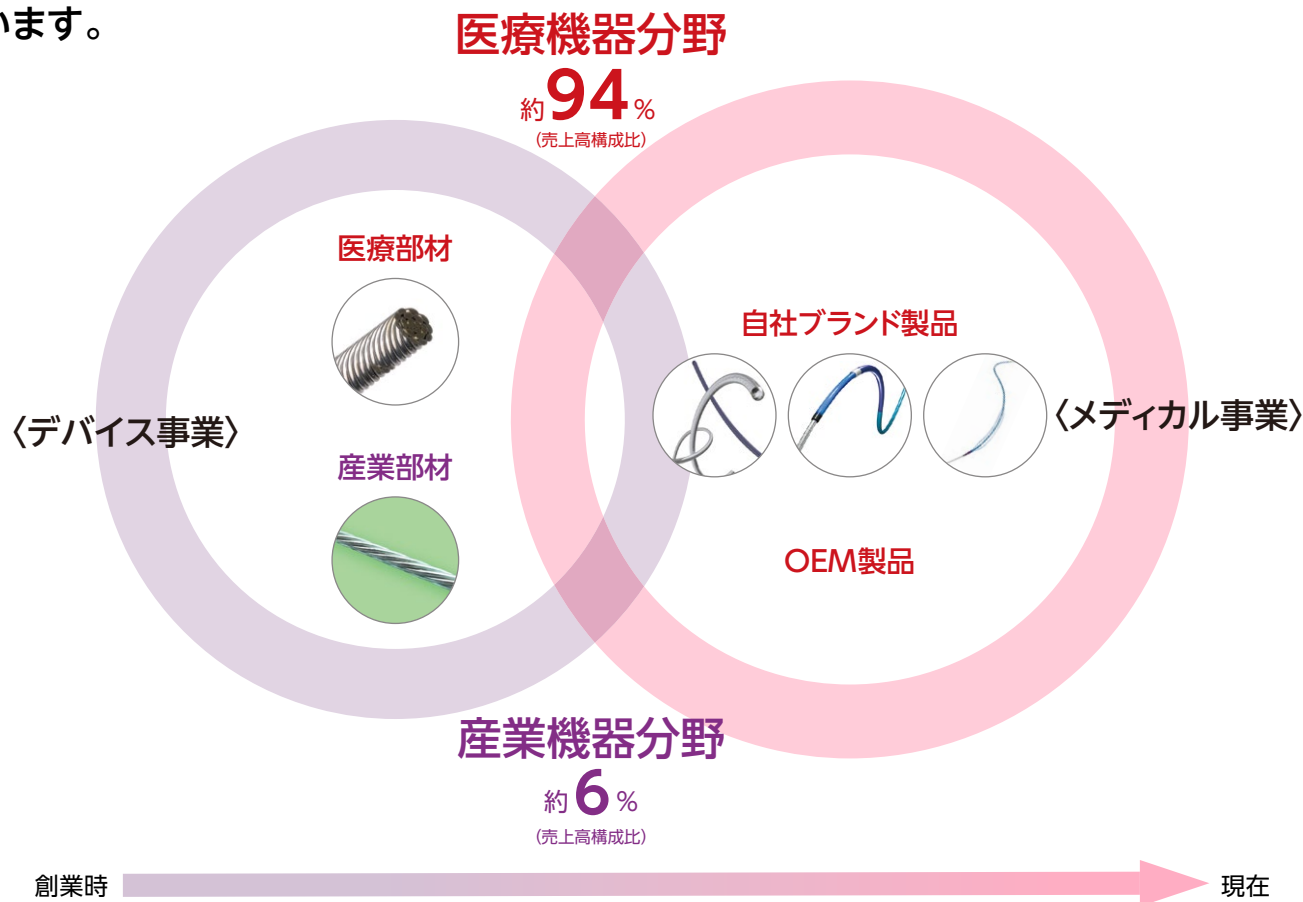 います。
医療機器分野
約94%
(売上高構成比)
医療部材
自社ブランド製品
〈デバイス事業〉
〈メディカル事業〉
産業部材
OEM製品
産業機器分野
約6%
(売上高構成比)
創業時
現在